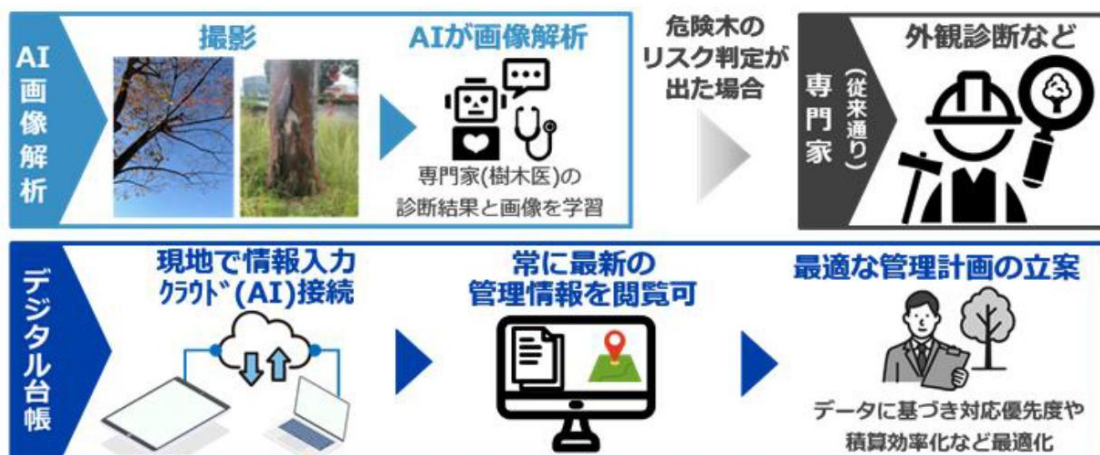 AI画像解析
撮影
AIが画像解析
専門家(樹木医)の
診断結果と画像を学習
危険木の
リスク判定が
出た場合
専門家
(従来通り)
外観診断など
デジタル台帳
現地で情報入力
クラウド(AI)接続
常に最新の
管理情報を閲覧可
最適な管理計画の立案
データに基づき対応優先度や
積算効率化など最適化